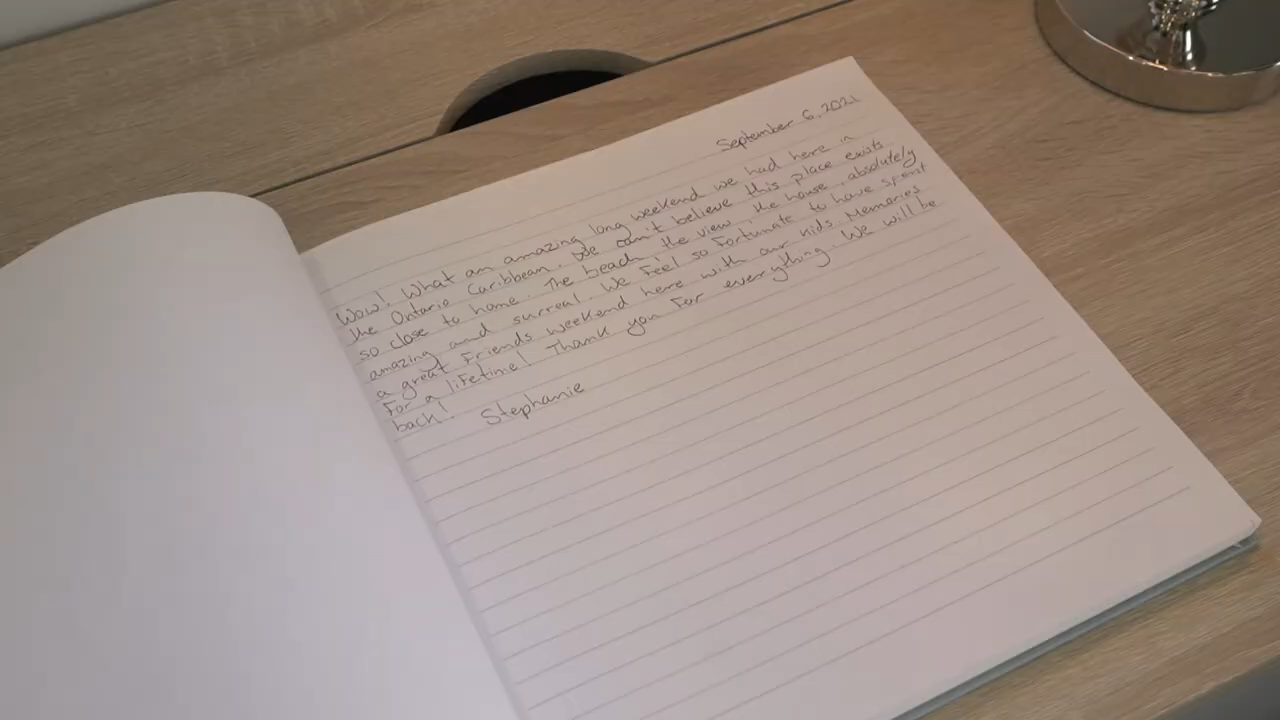 September 6, 2021
Wow! What an amazing long weekend we had here in
the Ontario Caribbean. We can't believe this place exists
so close to home. The beach, the view, the house, absolutely
amazing and surreal. We feel so fortunate to have spent
a great friends weekend here with our kids. Memories
for a lifetime! Thank you for everything. We will be
back! Stephanie